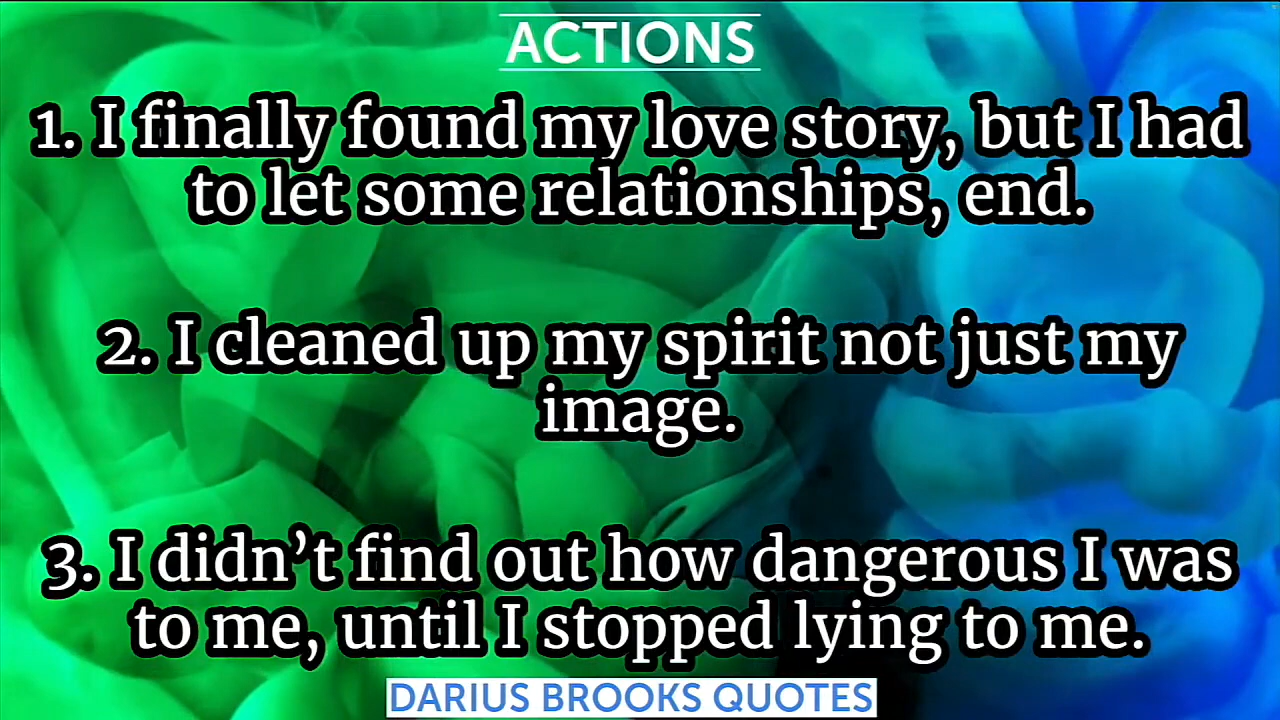 ACTIONS
1. I finally found my love story, but I had
to let some relationships, end.
2. I cleaned up my spirit not just my
image.
3. I didn’t find out how dangerous I was
to me, until I stopped lying to me.
DARIUS BROOKS QUOTES